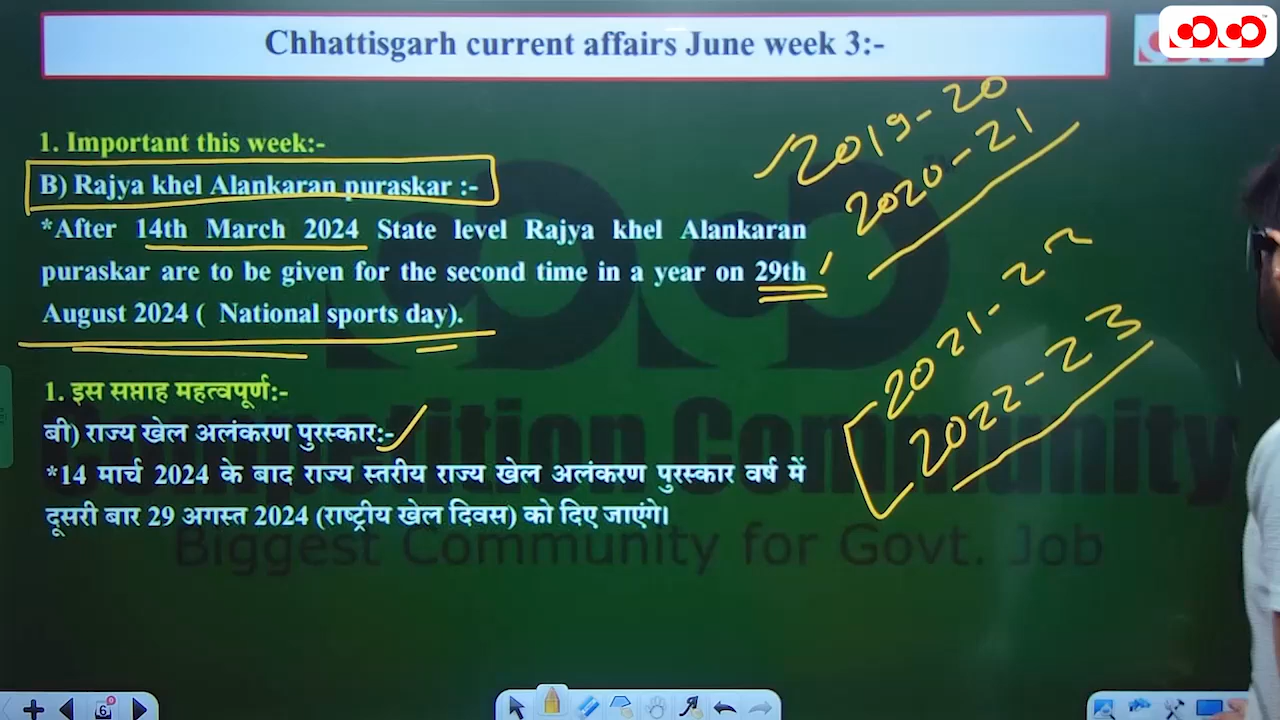 Chhattisgarh current affairs June week 3:-
1. Important this week:-
B) Rajya khel Alankaran puraskar :-
*After 14th March 2024 State level Rajya khel Alankaran
puraskar are to be given for the second time in a year on 29th
August 2024 ( National sports day).
1. इस सप्ताह महत्वपूर्ण:-
बी) राज्य खेल अलंकरण पुरस्कार:-
*14 मार्च 2024 के बाद राज्य स्तरीय राज्य खेल अलंकरण पुरस्कार वर्ष में
दूसरी बार 29 अगस्त 2024 (राष्ट्रीय खेल दिवस) को दिए जाएंगे।
2019-20
2020-21
2021-22
2022-23
Competition Community
Biggest Community for Govt. Job
6